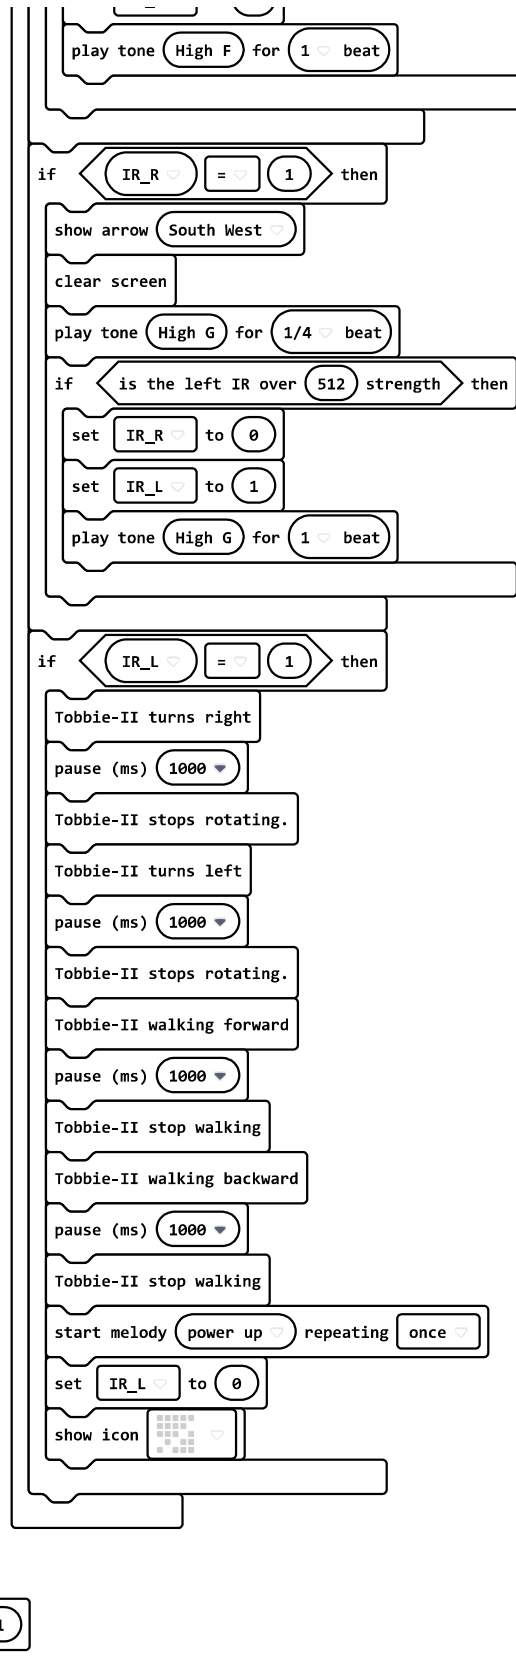 play tone High F for 1 beat
if IR_R = 1 then
show arrow South West
clear screen
play tone High G for 1/4 beat
if is the left IR over 512 strength then
set IR_R to 0
set IR_L to 1
play tone High G for 1 beat
if IR_L = 1 then
Tobbie-II turns right
pause (ms) 1000
Tobbie-II stops rotating.
Tobbie-II turns left
pause (ms) 1000
Tobbie-II stops rotating.
Tobbie-II walking forward
pause (ms) 1000
Tobbie-II stop walking
Tobbie-II walking backward
pause (ms) 1000
Tobbie-II stop walking
start melody power up repeating once
set IR_L to 0
show icon